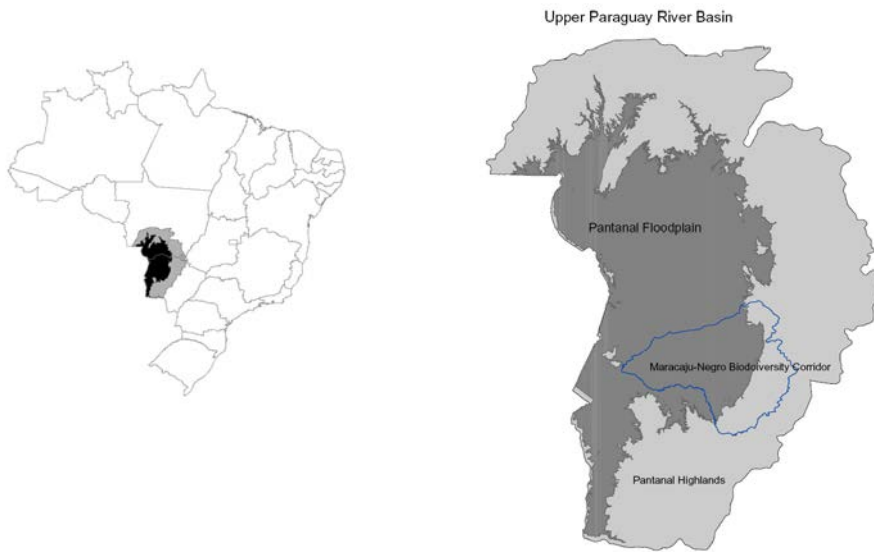 Upper Paraguay River Basin
Pantanal Floodplain
Maracaju-Negro Biodoiversity Corridor
Pantanal Highlands